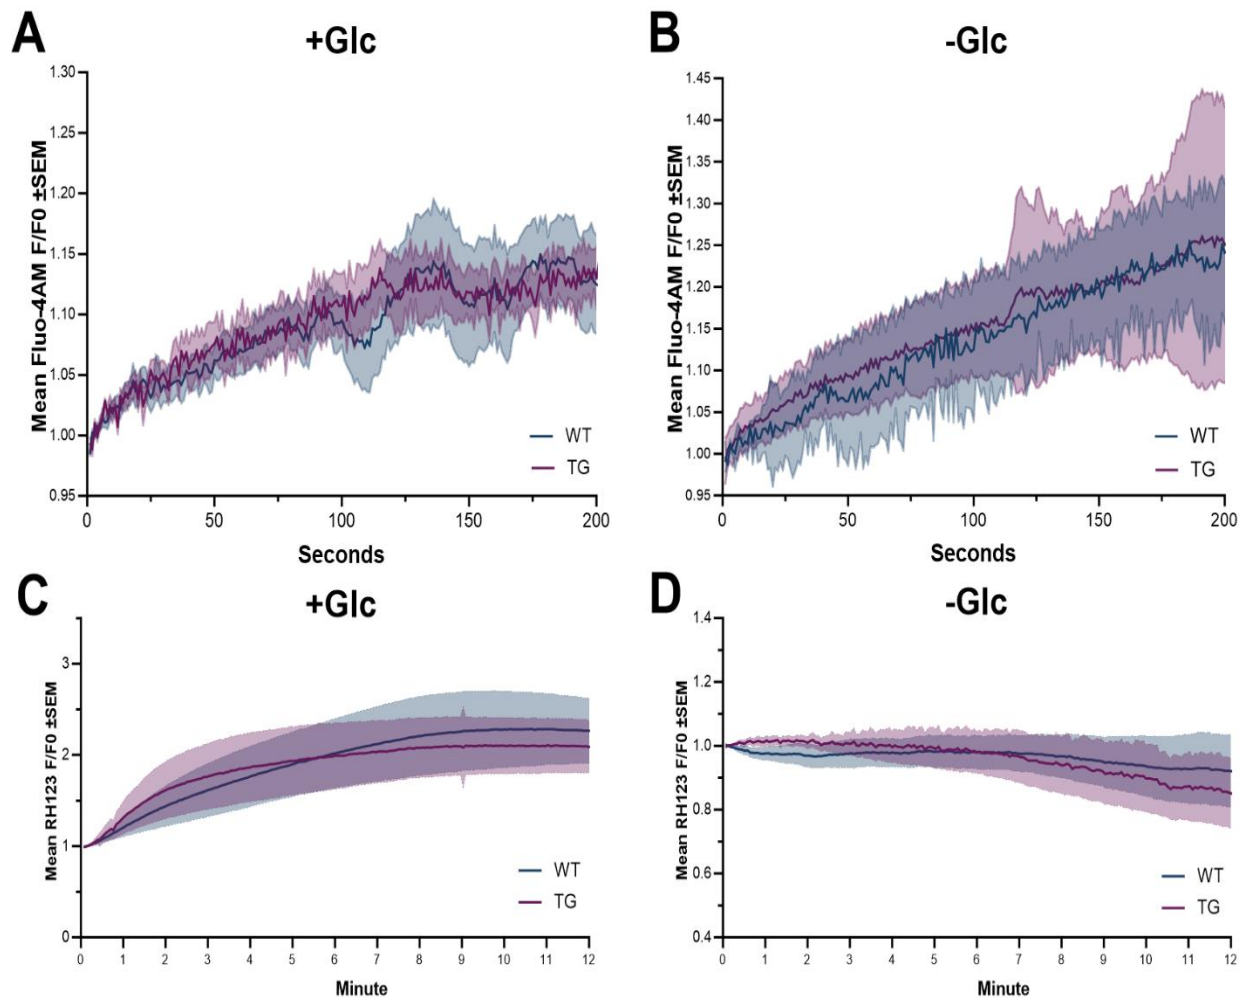 A
+Glc
Mean Fluo-4AM F/F0 ±SEM
1.30
1.25
1.20
1.15
1.10
1.05
1.00
0.95
0
50
100
150
200
Seconds
WT
TG
B
-Glc
Mean Fluo-4AM F/F0 ±SEM
1.45
1.40
1.35
1.30
1.25
1.20
1.15
1.10
1.05
1.00
0.95
0
50
100
150
200
Seconds
WT
TG
C
+Glc
Mean RH123 F/F0 ±SEM
3
2
1
0
0
1
2
3
4
5
6
7
8
9
10
11
12
Minute
WT
TG
D
-Glc
Mean RH123 F/F0 ±SEM
1.4
1.2
1.0
0.8
0.6
0.4
0
1
2
3
4
5
6
7
8
9
10
11
12
Minute
WT
TG